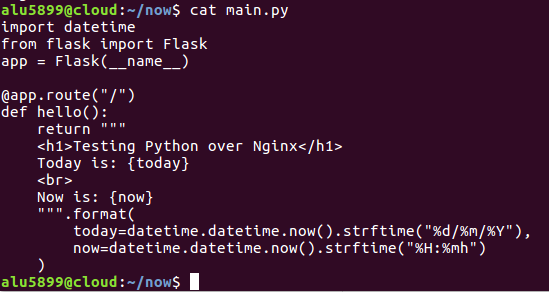 alu5899@cloud:~/now$ cat main.py
import datetime
from flask import Flask
app = Flask(__name__)

@app.route("/")
def hello():
    return """
    <h1>Testing Python over Nginx</h1>
    Today is: {today}
    <br>
    Now is: {now}
    """.format(
        today=datetime.datetime.now().strftime("%d/%m/%Y"),
        now=datetime.datetime.now().strftime("%H:%mh")
    )
alu5899@cloud:~/now$